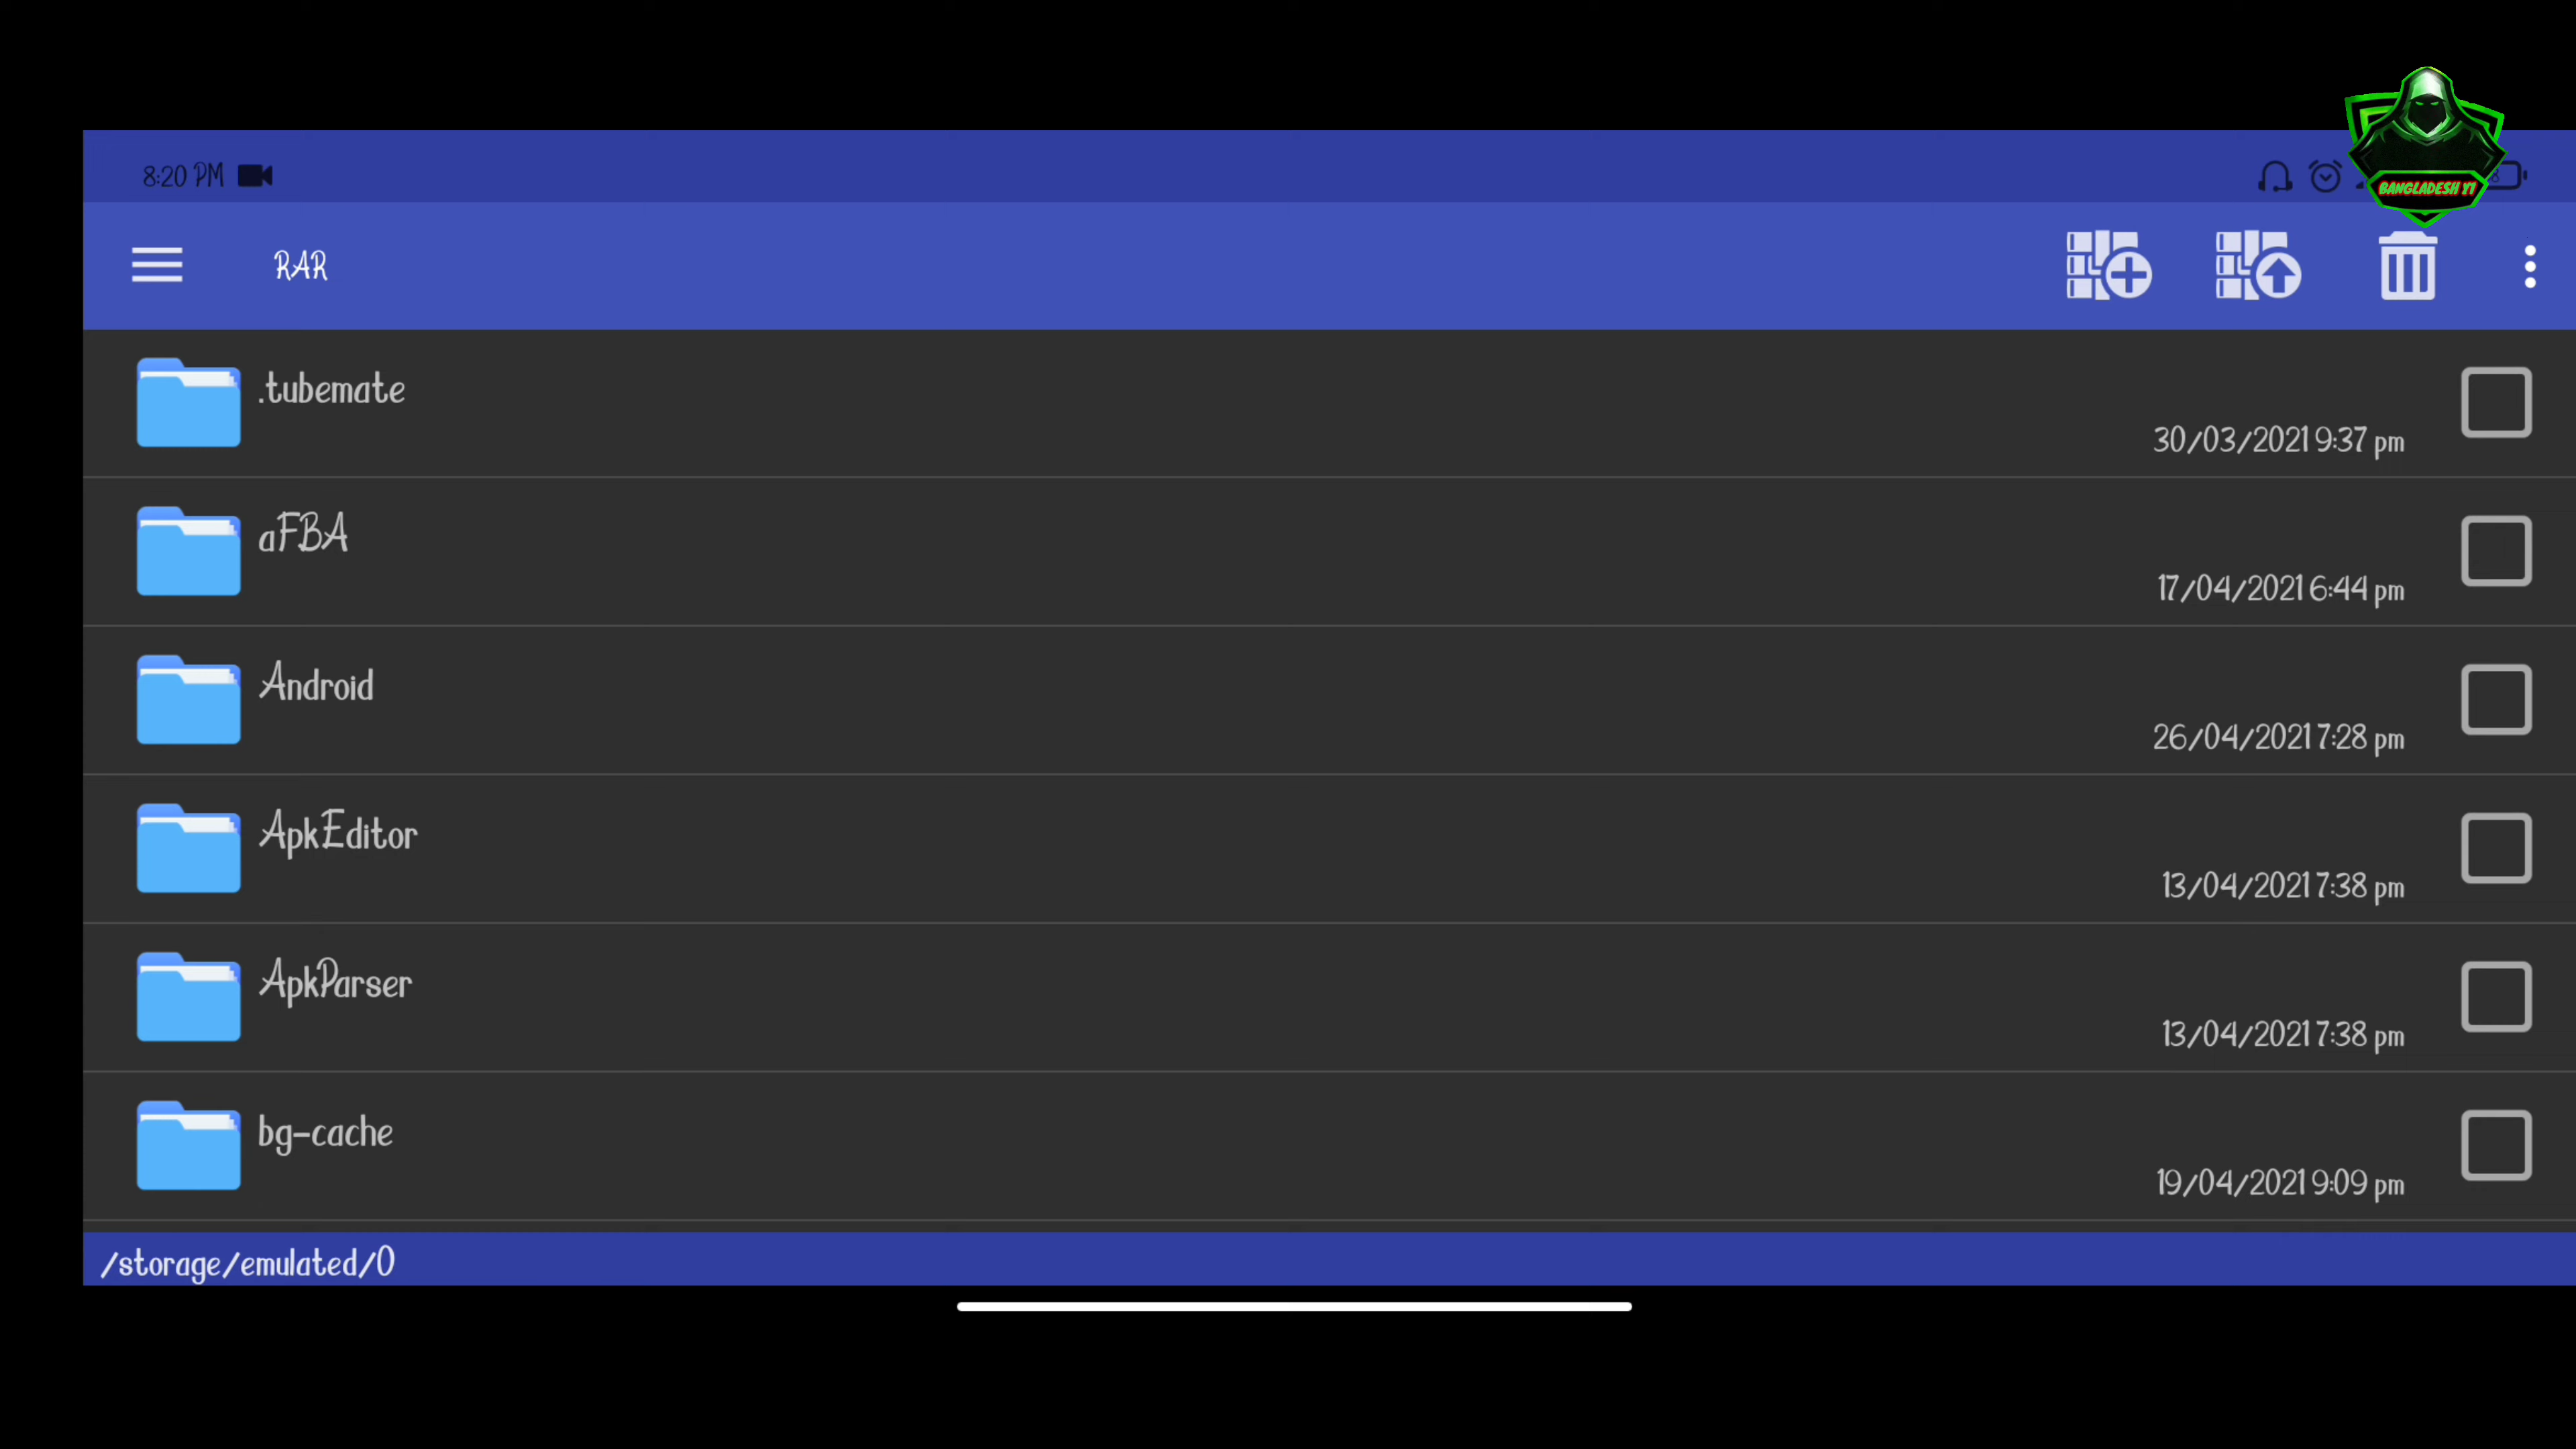 8:20 PM
BANGLADESH YT
RAR
.tubemate
30/03/2021 9:37 pm
aFBA
17/04/2021 6:44 pm
Android
26/04/2021 7:28 pm
ApkEditor
13/04/2021 7:38 pm
ApkParser
13/04/2021 7:38 pm
bg-cache
19/04/2021 9:09 pm
/storage/emulated/0